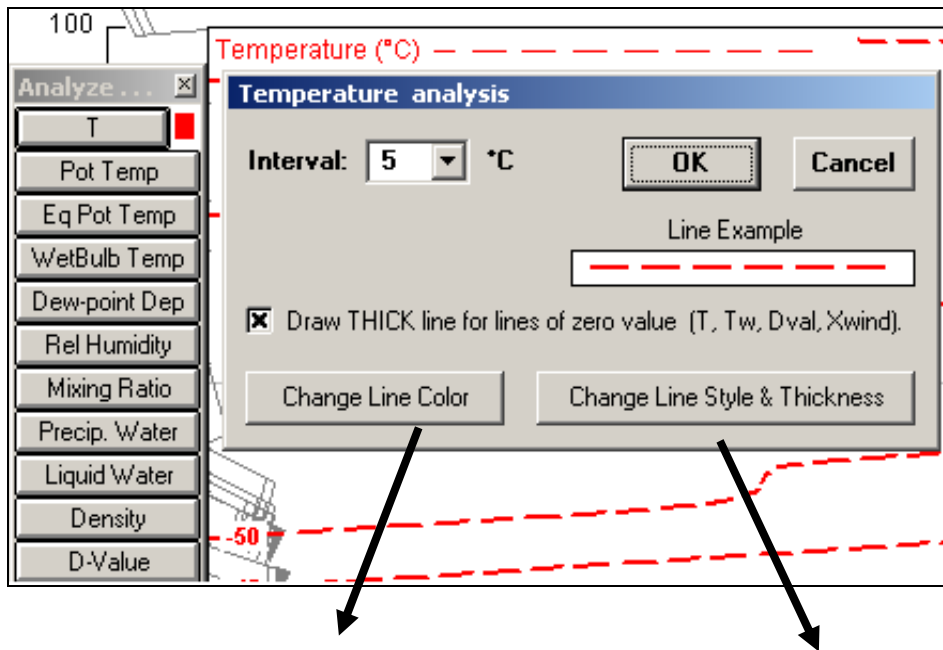 100
Temperature (°C)
Analyze . . .
T
Pot Temp
Eq Pot Temp
WetBulb Temp
Dew-point Dep
Rel Humidity
Mixing Ratio
Precip. Water
Liquid Water
Density
D-Value
Temperature analysis
Interval: 5 °C
OK
Cancel
Line Example
Draw THICK line for lines of zero value (T, Tw, Dval, Xwind).
Change Line Color
Change Line Style & Thickness
-50